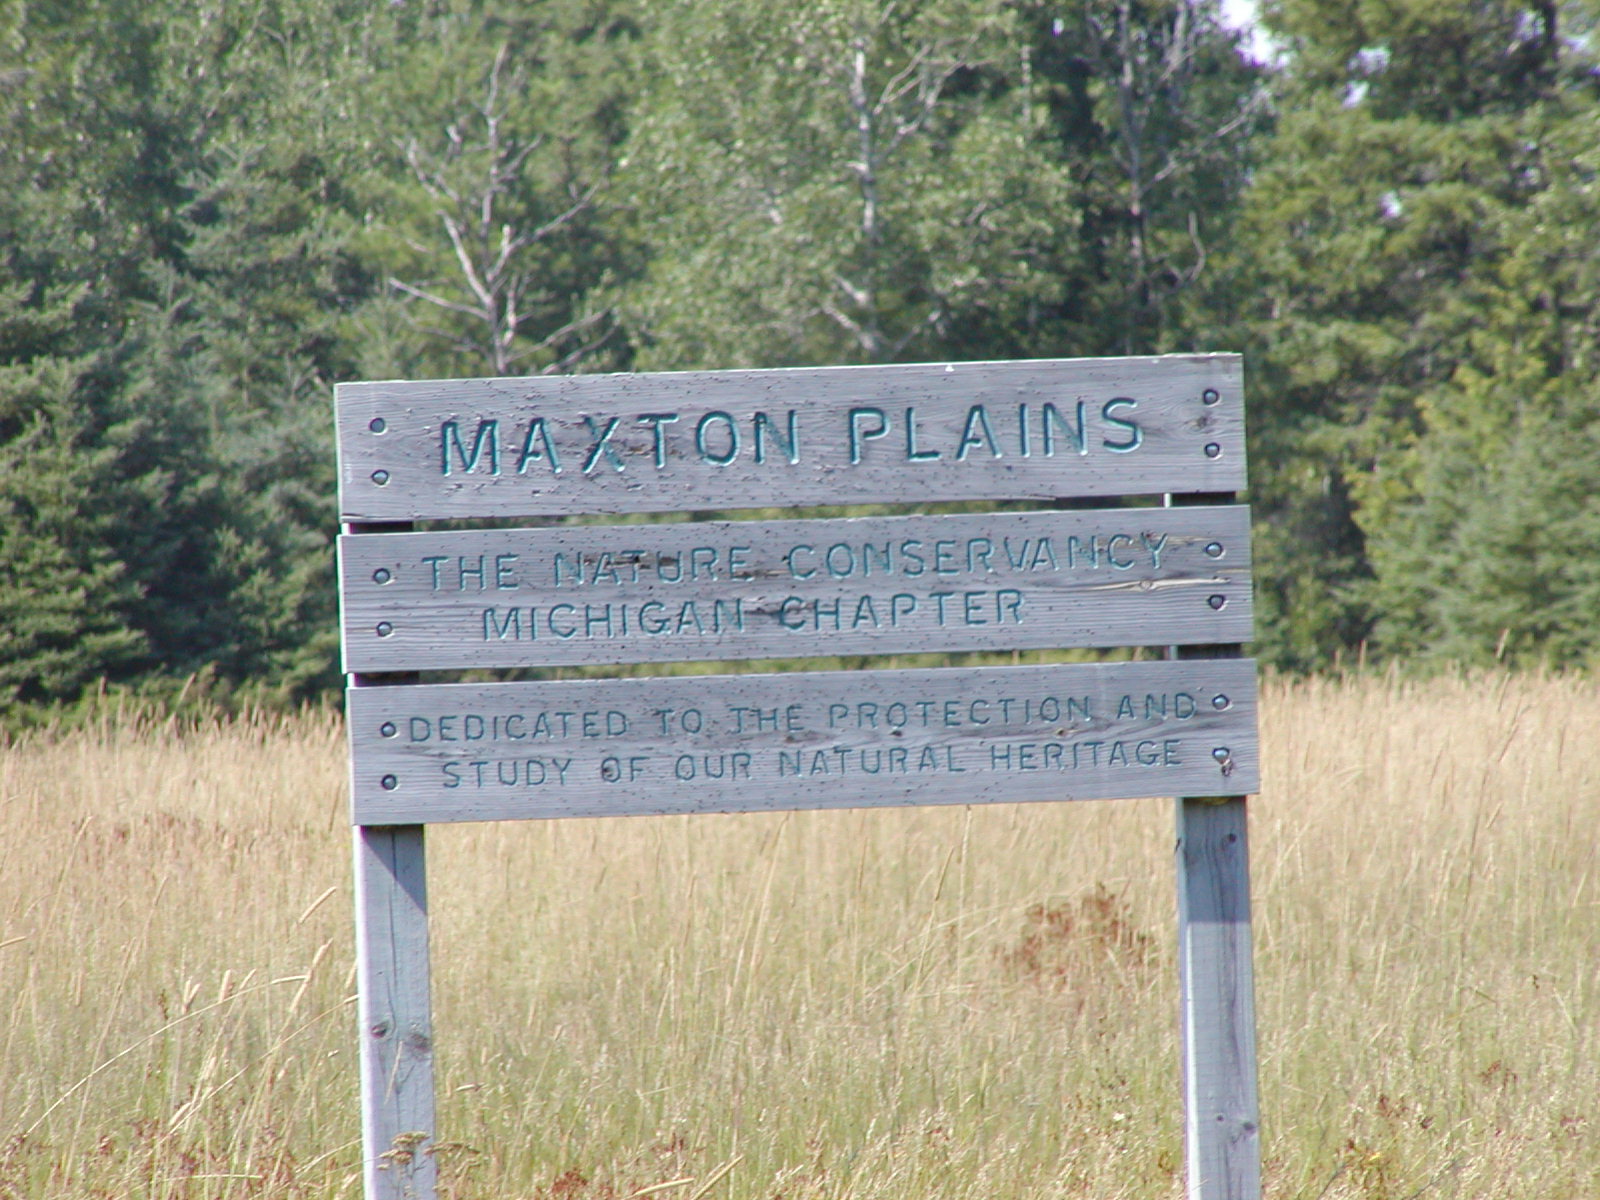 MAXTON PLAINS
THE NATURE CONSERVANCY
MICHIGAN CHAPTER
DEDICATED TO THE PROTECTION AND
STUDY OF OUR NATURAL HERITAGE